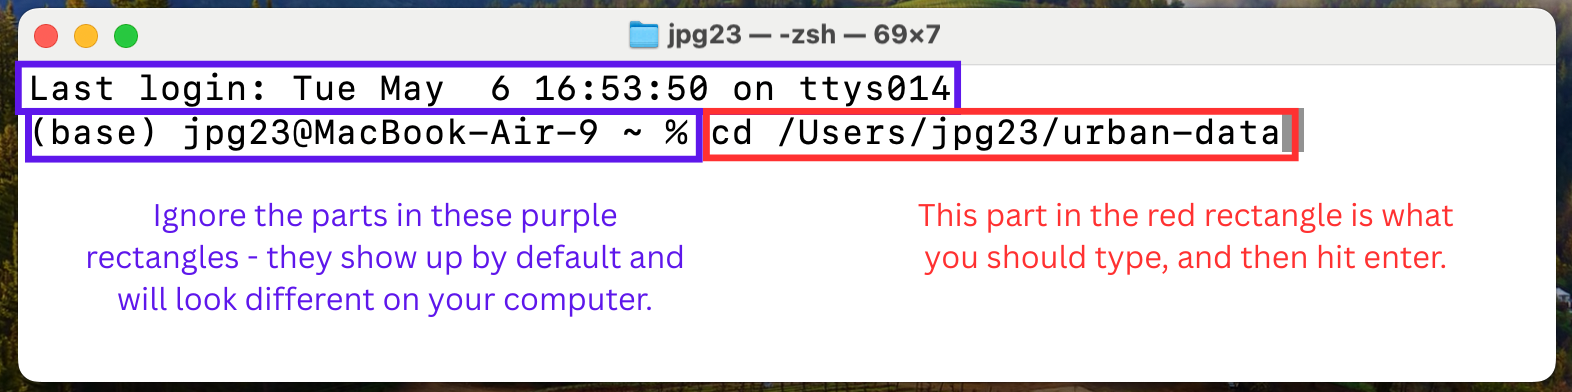 jpg23 — -zsh — 69×7
Last login: Tue May  6 16:53:50 on ttys014
(base) jpg23@MacBook-Air-9 ~ % cd /Users/jpg23/urban-data
Ignore the parts in these purple
rectangles - they show up by default and
will look different on your computer.
This part in the red rectangle is what
you should type, and then hit enter.